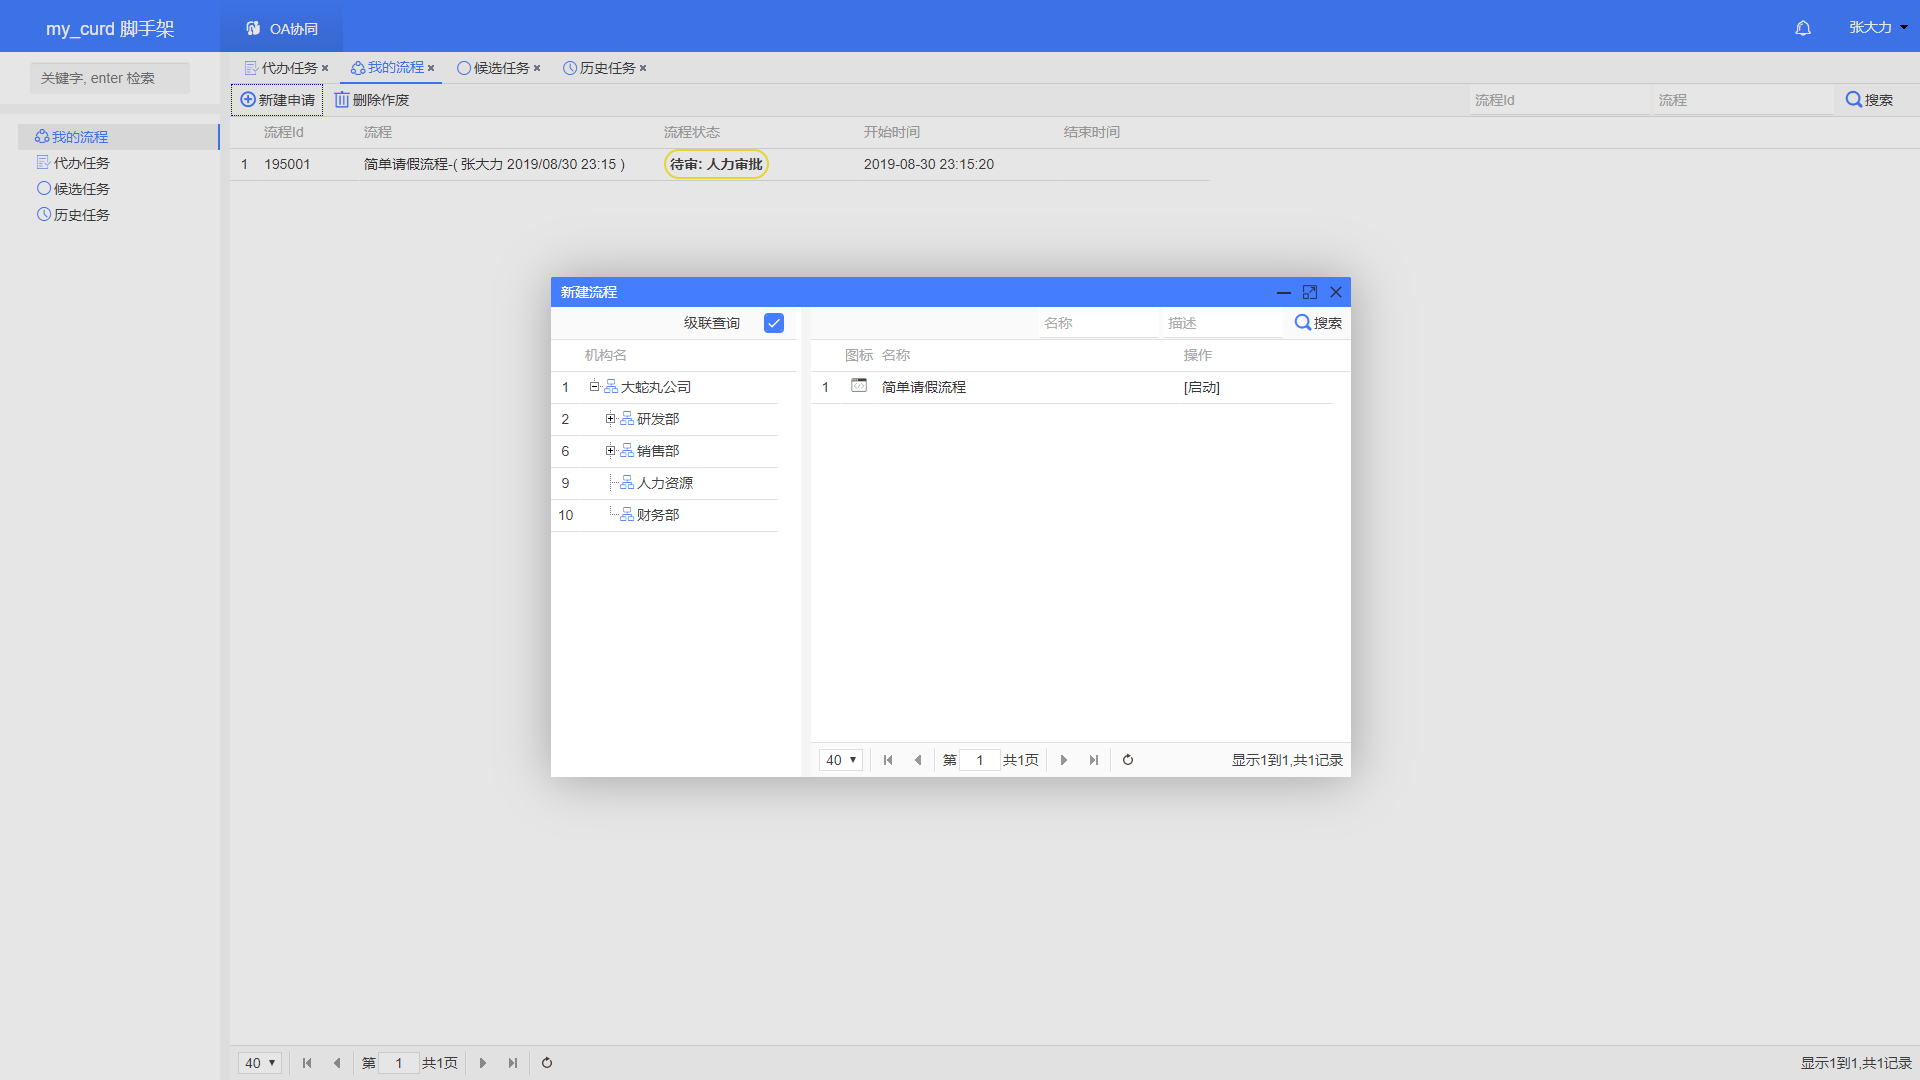 my_curd 脚手架
OA协同
张大力
关键字, enter 检索
代办任务
我的流程
候选任务
历史任务
新建申请
删除作废
流程Id
流程
搜索
我的流程
代办任务
候选任务
历史任务
流程Id 流程 流程状态 开始时间 结束时间
1 195001 简单请假流程-( 张大力 2019/08/30 23:15 ) 待审: 人力审批 2019-08-30 23:15:20
新建流程
级联查询
机构名
1 大蛇丸公司
2 研发部
6 销售部
9 人力资源
10 财务部
名称
描述
搜索
图标 名称 操作
1 简单请假流程 [启动]
40 第 1 共1页 显示1到1,共1记录
40 第 1 共1页 显示1到1,共1记录